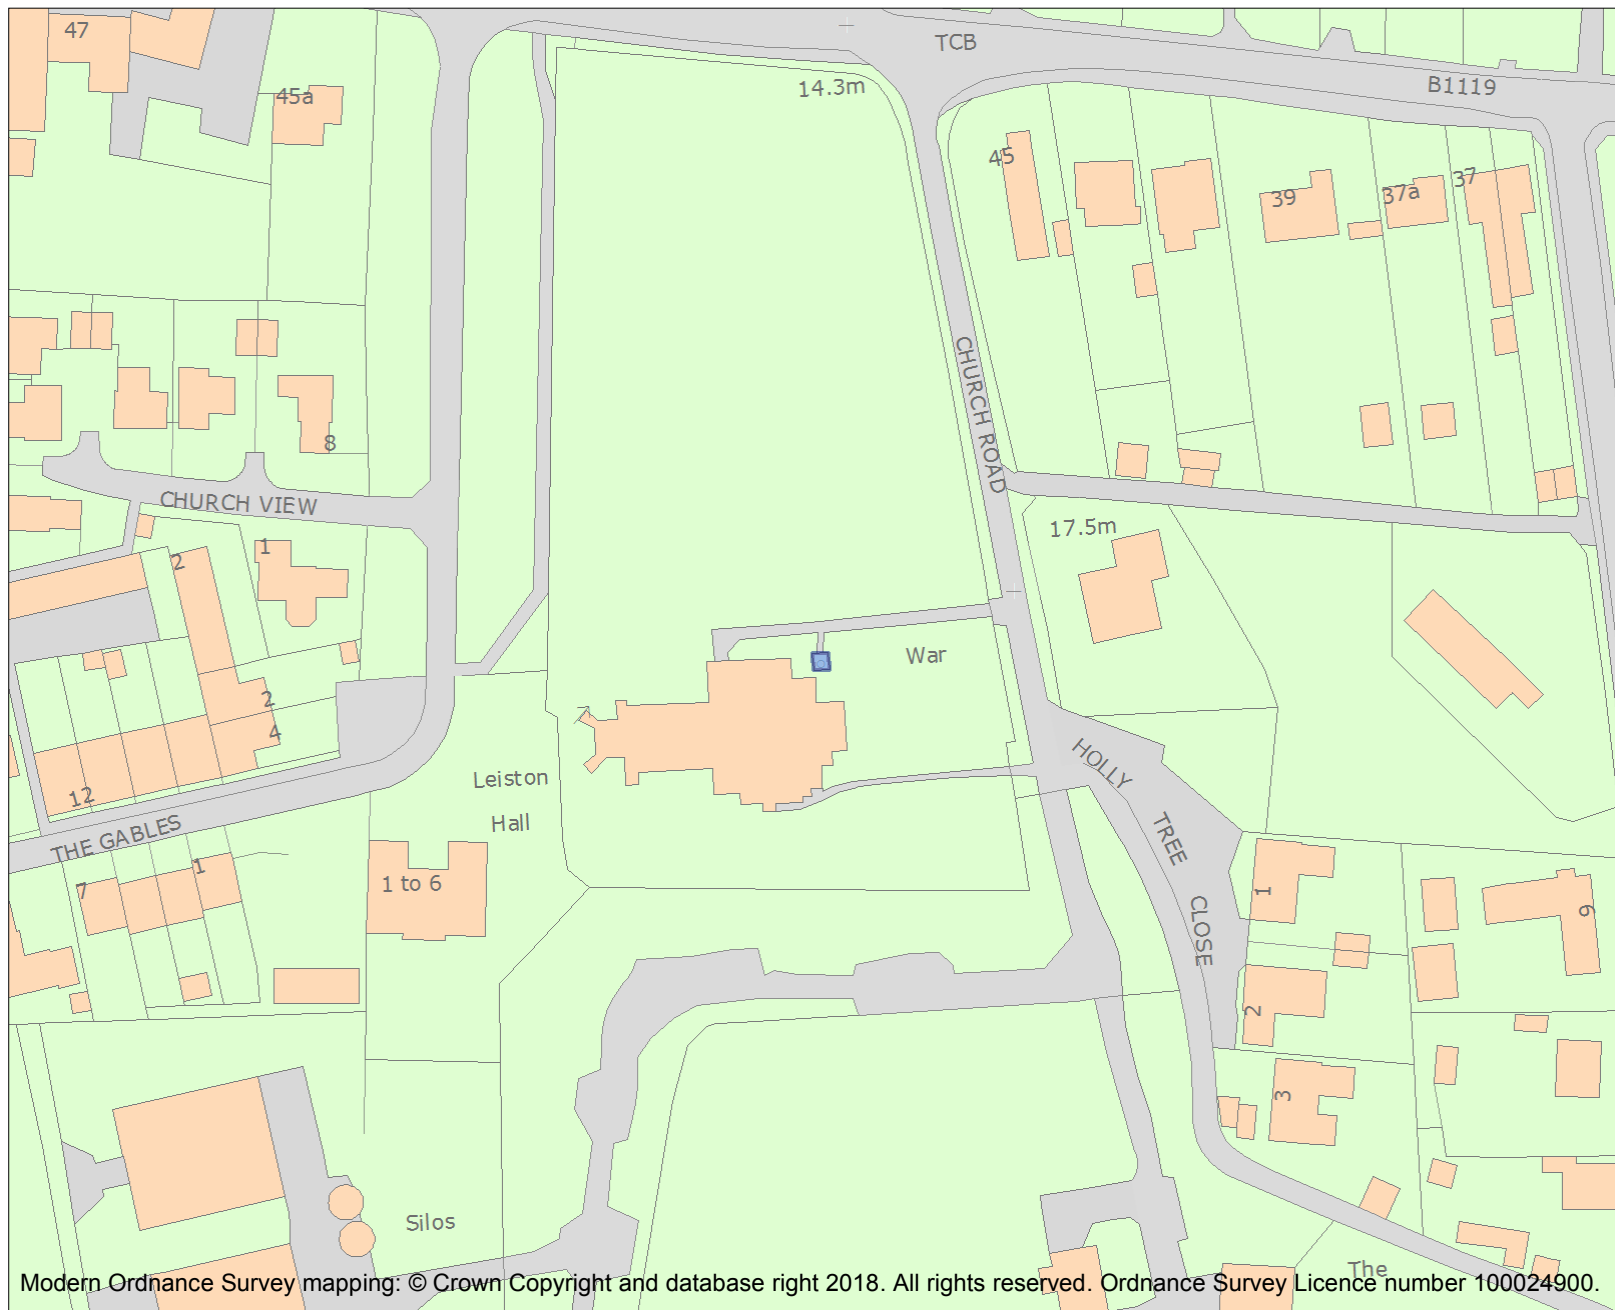 47
TCB
45a
14.3m
B1119
45
39
37a
37
CHURCH ROAD
8
CHURCH VIEW
17.5m
1
2
War
2
4
HOLLY
TREE
CLOSE
Leiston
Hall
12
THE GABLES
1
7
1 to 6
1
6
2
3
Silos
The
Modern Ordnance Survey mapping: © Crown Copyright and database right 2018. All rights reserved. Ordnance Survey Licence number 100024900.